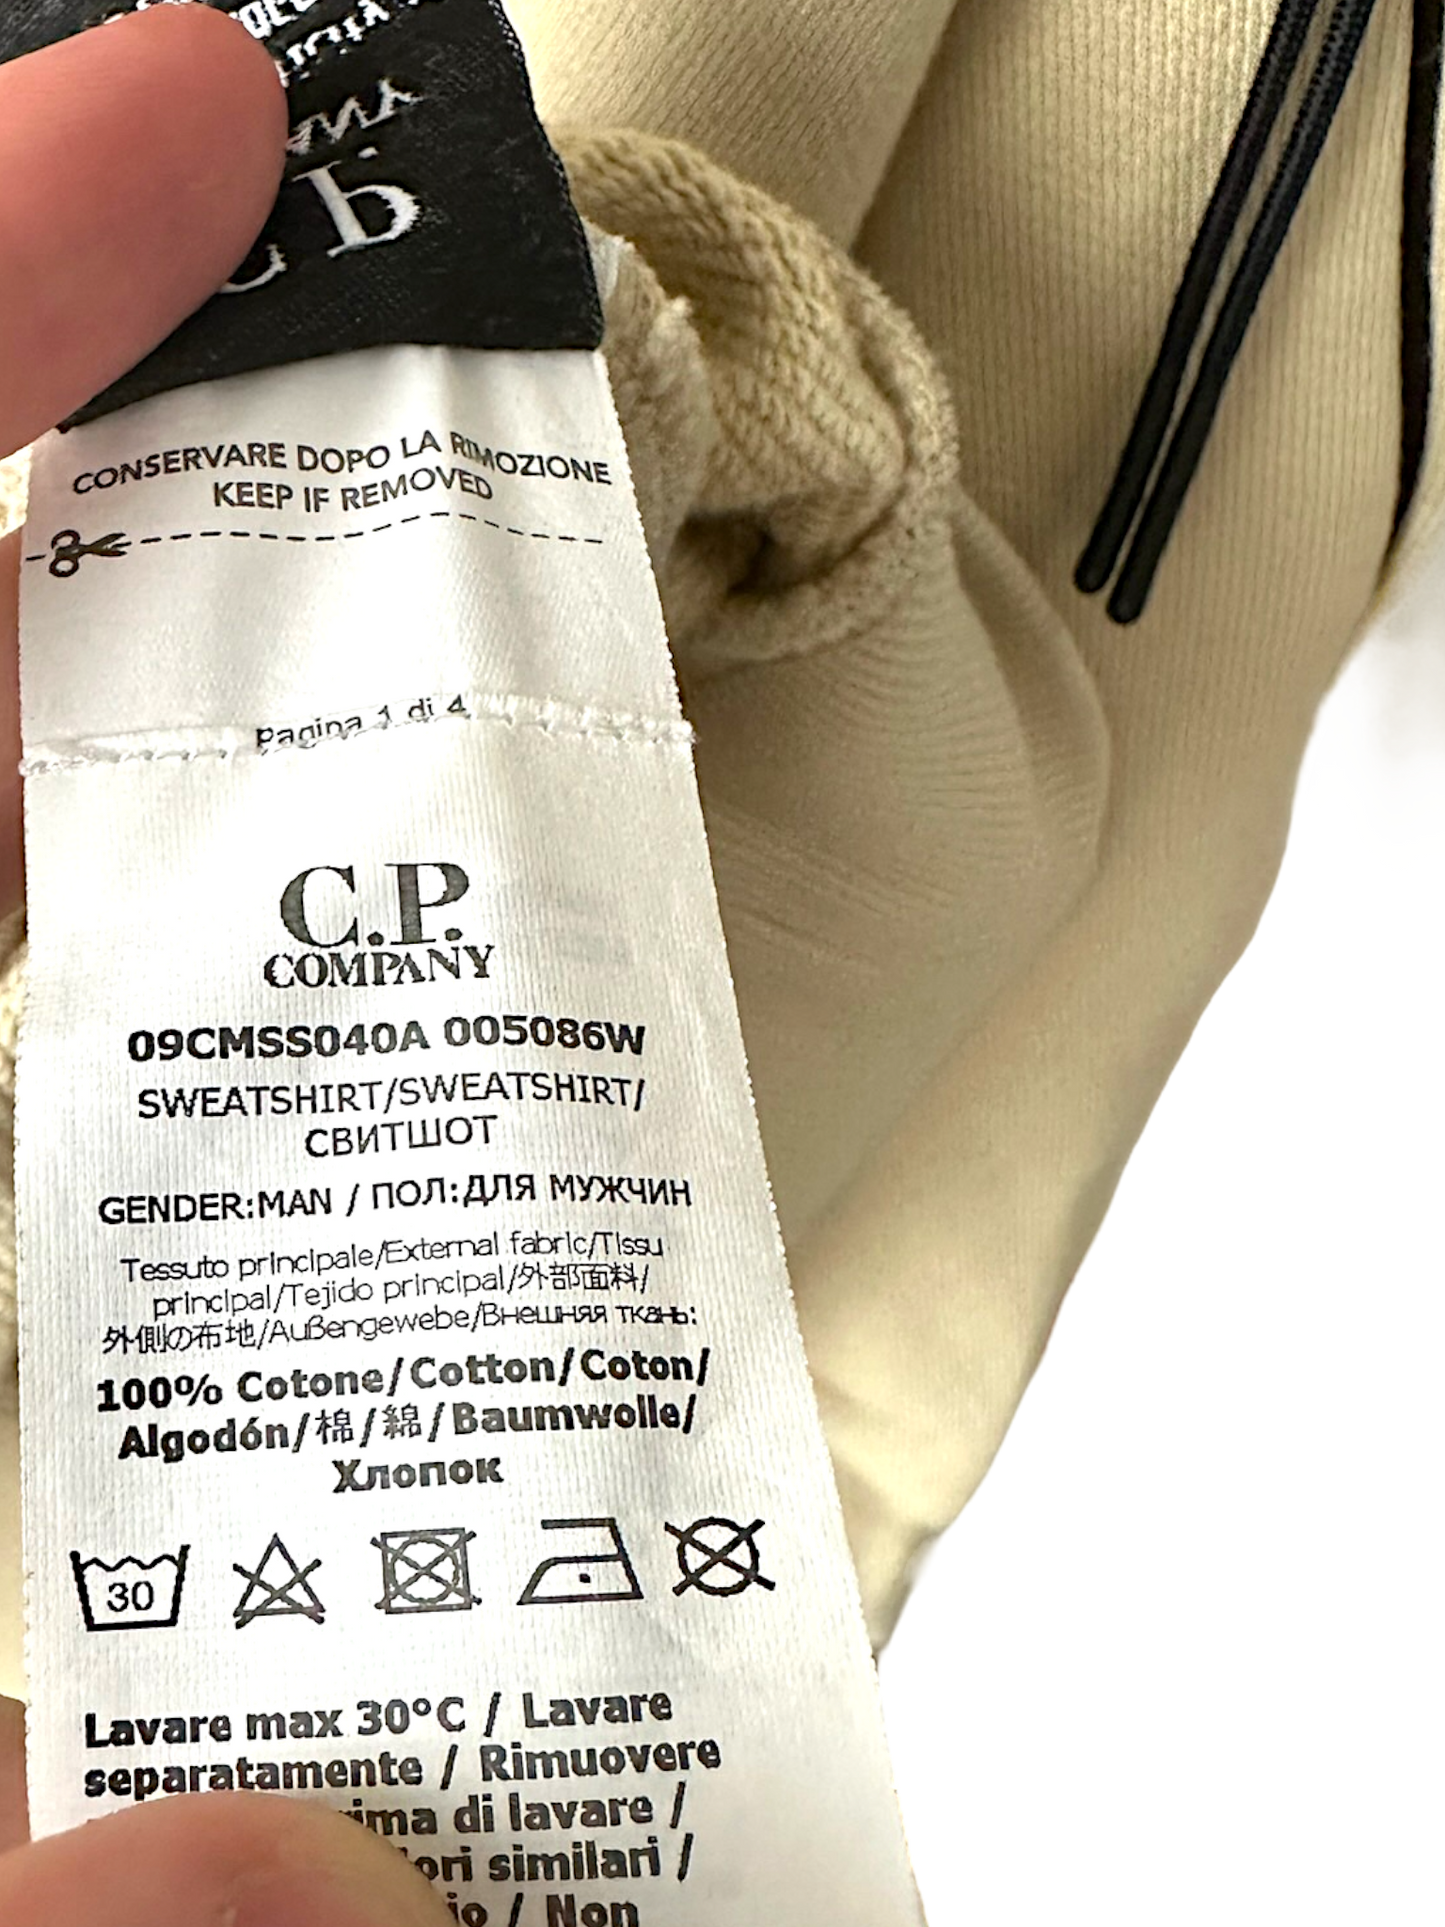 CONSERVARE DOPO LA RIMOZIONE
KEEP IF REMOVED
Pagina 1 di 4
C.P.
COMPANY
09CMSS040A 005086W
SWEATSHIRT/SWEATSHIRT/
СВИТШОТ
GENDER:MAN / ПОЛ:ДЛЯ МУЖЧИН
Tessuto principale/External fabric/Tissu
principal/Tejido principal/外部面料/
外側の布地/Außengewebe/Внешняя ткань:
100% Cotone/Cotton/Coton/
Algodón/棉/綿/Baumwolle/
Хлопок
30
Lavare max 30°C / Lavare
separatamente / Rimuovere
di lavare /
similari /
/ Non